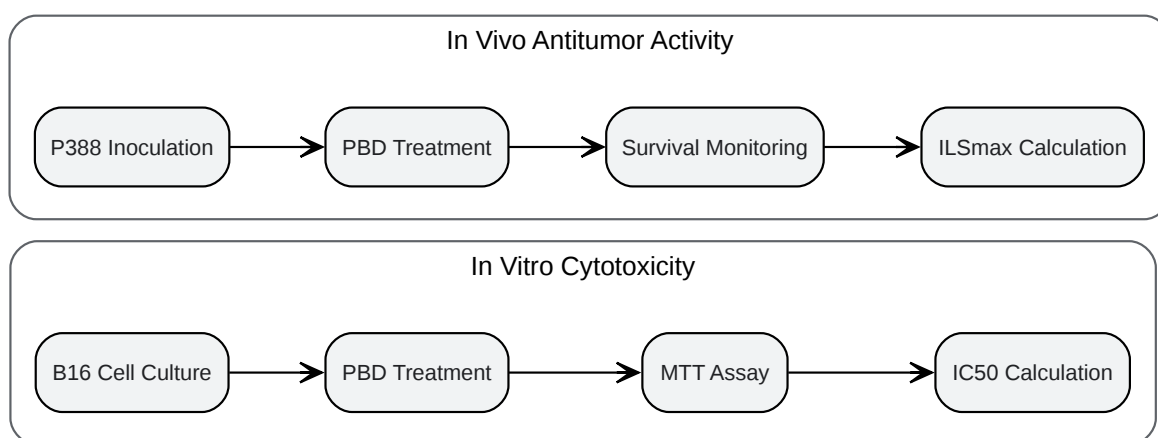 In Vivo Antitumor Activity
P388 Inoculation
PBD Treatment
Survival Monitoring
ILSmax Calculation
In Vitro Cytotoxicity
B16 Cell Culture
PBD Treatment
MTT Assay
IC50 Calculation